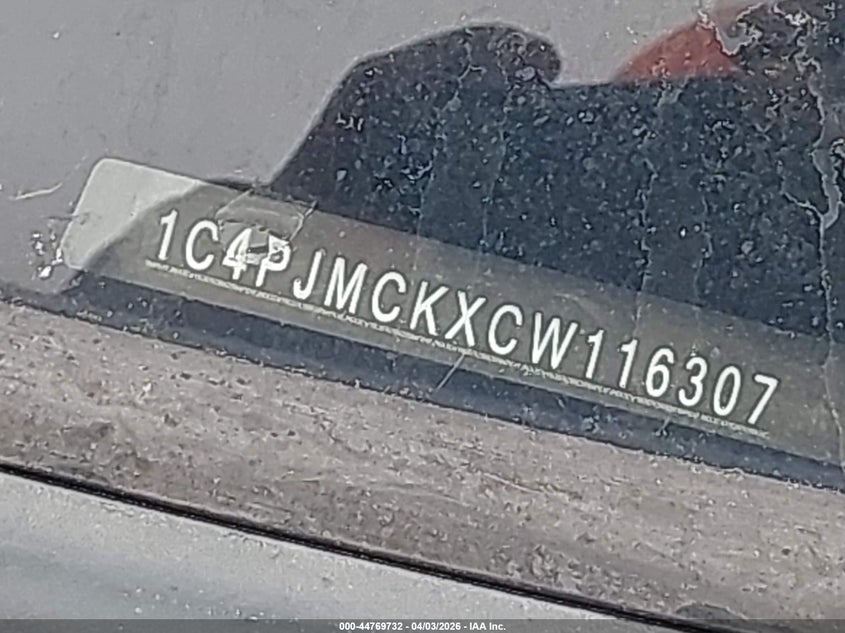 1C4PJMCKXCW116307
000-44769732 - 04/03/2026 - IAA Inc.